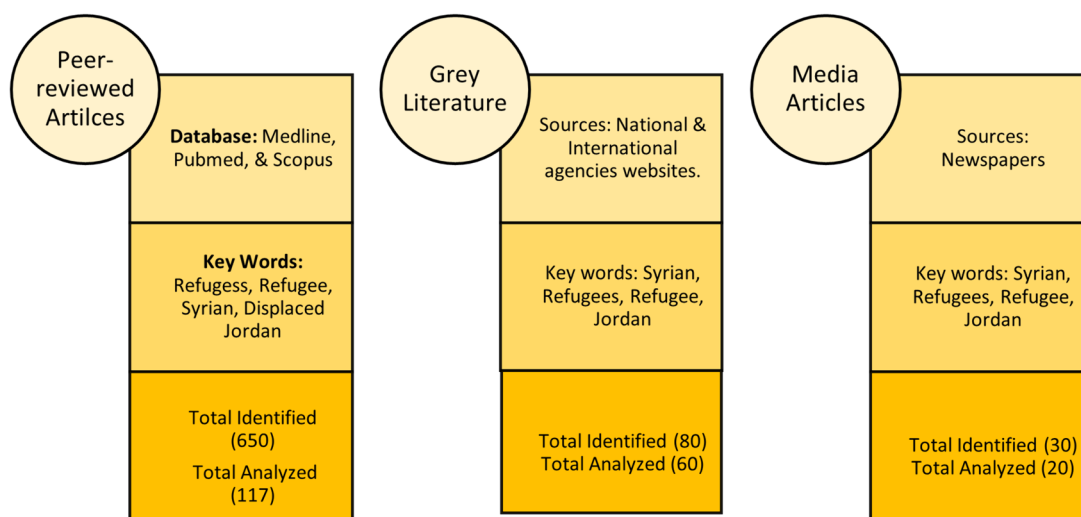 Peer-
reviewed
Artilces
Database: Medline,
Pubmed, & Scopus
Key Words:
Refugess, Refugee,
Syrian, Displaced
Jordan
Total Identified
(650)
Total Analyzed
(117)
Grey
Literature
Sources: National &
International
agencies websites.
Key words: Syrian,
Refugees, Refugee,
Jordan
Total Identified (80)
Total Analyzed (60)
Media
Articles
Sources:
Newspapers
Key words: Syrian,
Refugees, Refugee,
Jordan
Total Identified (30)
Total Analyzed (20)